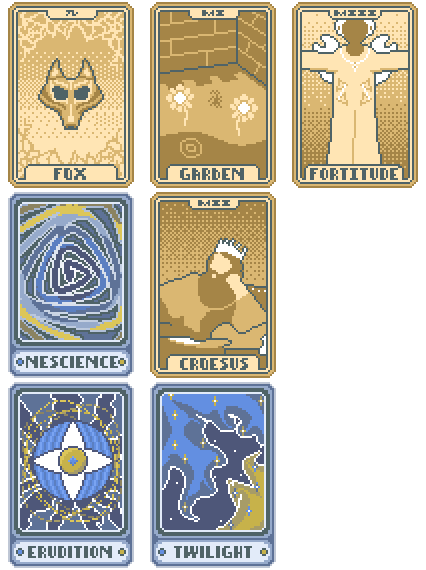 FOX
GARDEN
FORTITUDE
NESCIENCE
CROESUS
ERUDITION
TWILIGHT